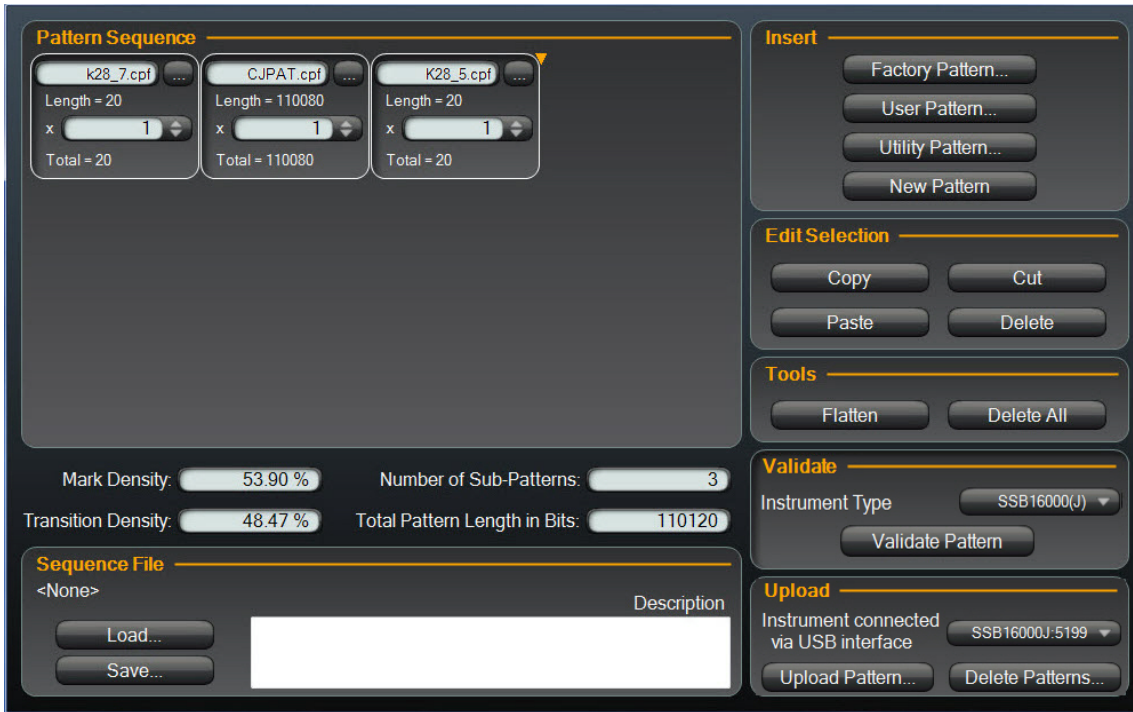 Pattern Sequence
k28_7.cpf ... CJPAT.cpf ... K28_5.cpf ...
Length = 20 Length = 110080 Length = 20
x 1 x 1 x 1
Total = 20 Total = 110080 Total = 20
Mark Density: 53.90 % Number of Sub-Patterns: 3
Transition Density: 48.47 % Total Pattern Length in Bits: 110120
Sequence File
<None>
Description
Load...
Save...
Insert
Factory Pattern...
User Pattern...
Utility Pattern...
New Pattern
Edit Selection
Copy Cut
Paste Delete
Tools
Flatten Delete All
Validate
Instrument Type SSB16000(J)
Validate Pattern
Upload
Instrument connected
via USB interface SSB16000J:5199
Upload Pattern... Delete Patterns...